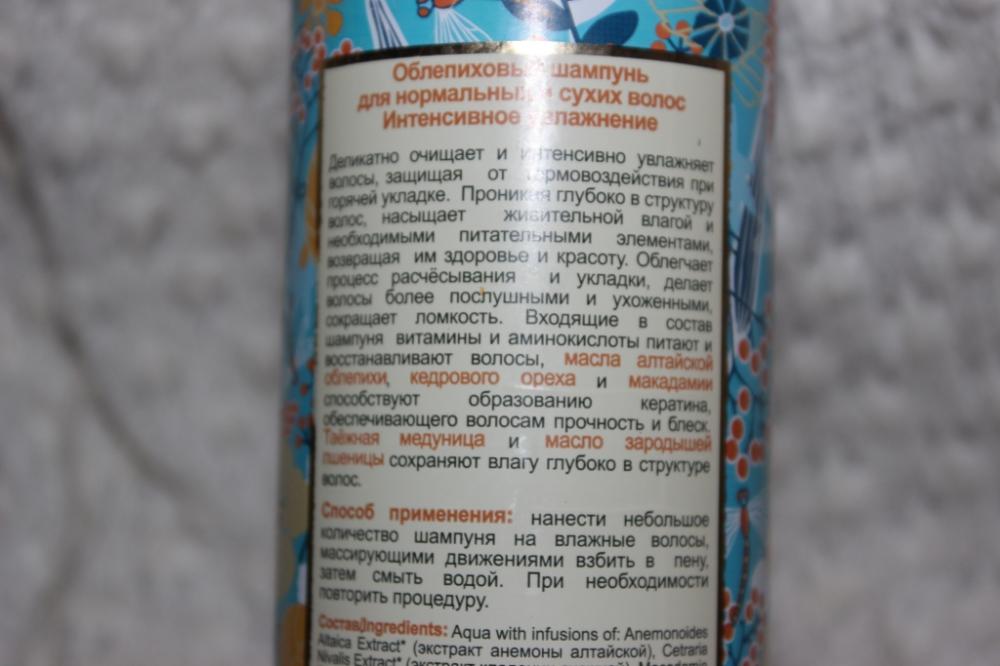 Облепиховый шампунь
для нормальных и сухих волос
Интенсивное увлажнение
Деликатно очищает и интенсивно увлажняет
волосы, защищая от термовоздействия при
горячей укладке. Проникая глубоко в структуру
волос, насыщает живительной влагой и
необходимыми питательными элементами,
возвращая им здоровье и красоту. Облегчает
процесс расчёсывания и укладки, делает
волосы более послушными и ухоженными,
сокращает ломкость. Входящие в состав
шампуня витамины и аминокислоты питают и
восстанавливают волосы, масла алтайской
облепихи, кедрового ореха и макадамии
способствуют образованию кератина,
обеспечивающего волосам прочность и блеск.
Таёжная медуница и масло зародышей
пшеницы сохраняют влагу глубоко в структуре
волос.
Способ применения: нанести небольшое
количество шампуня на влажные волосы,
массирующими движениями взбить в пену,
затем смыть водой. При необходимости
повторить процедуру.
Состав/Ingredients: Aqua with infusions of: Anemonoides
Altaica Extract* (экстракт анемоны алтайской), Cetraria
Nivalis Extract* (экстракт